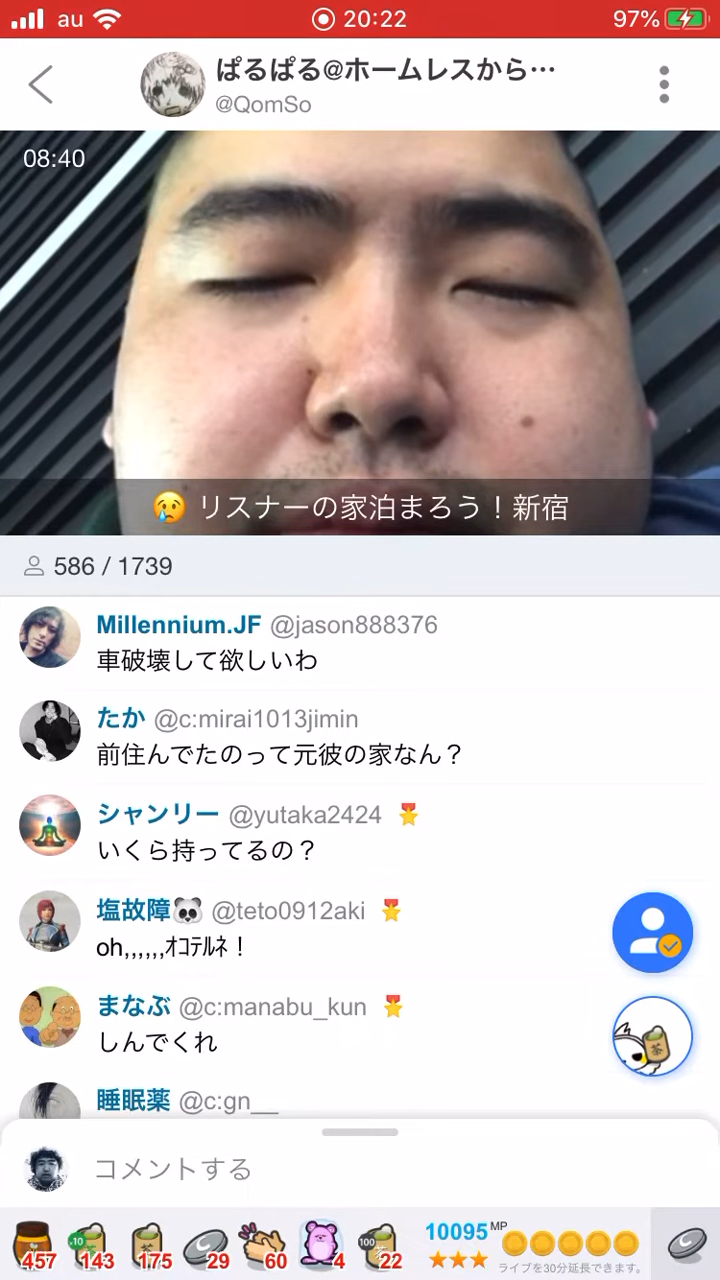 au 20:22 97%
ぱるぱる@ホームレスから…
@QomSo
08:40
😢 リスナーの家泊まろう！新宿
586 / 1739
Millennium.JF @jason888376
車破壊して欲しいわ
たか @c:mirai1013jimin
前住んでたのって元彼の家なん？
シャンリー @yutaka2424
いくら持ってるの？
塩故障🐼 @teto0912aki
oh,,,,,,ｵｺﾃﾙﾈ！
まなぶ @c:manabu_kun
しんでくれ
茶
睡眠薬 @c:gn__
コメントする
457 x10 143 175 29 60 4 100 22 10095 MP
ライブを30分延長できます。